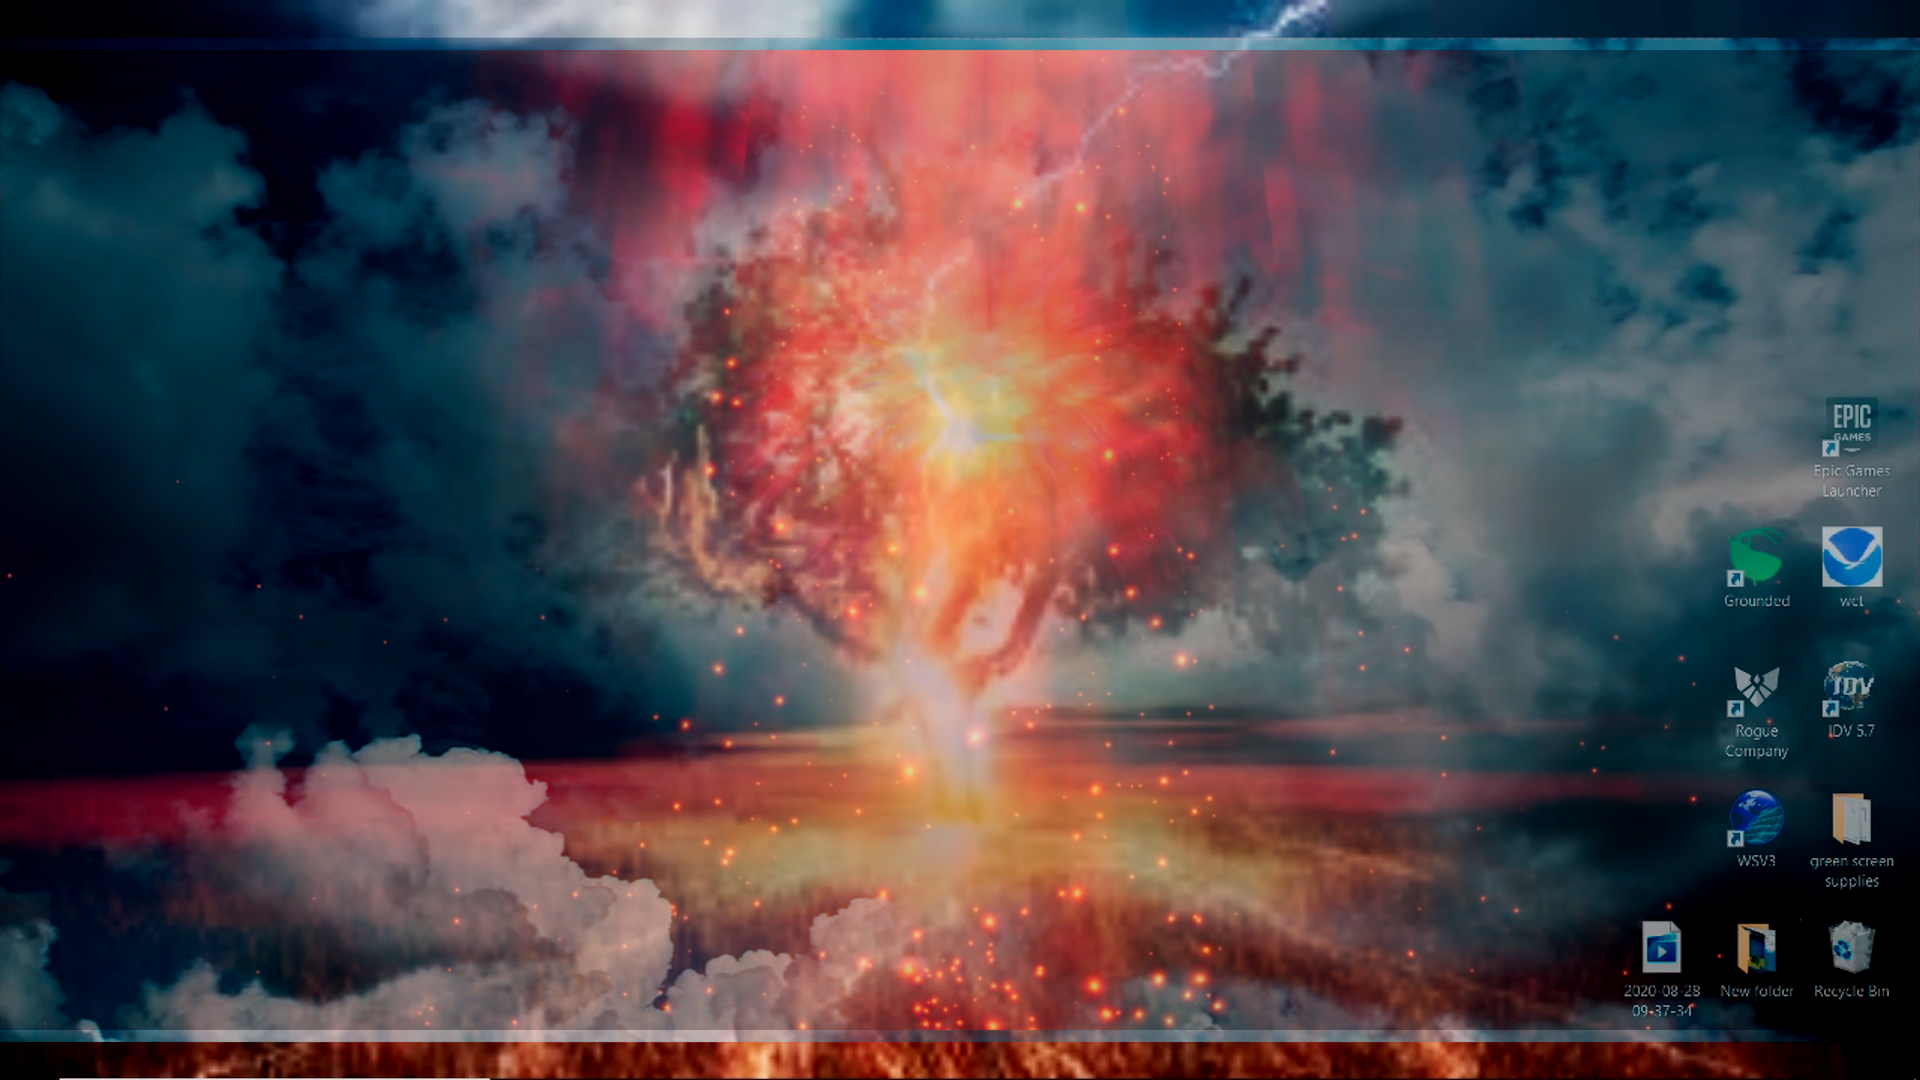 EPIC
GAMES
Epic Games
Launcher
Grounded
wct
Rogue
Company
IDV
IDV 5.7
WSV3
green screen
supplies
2020-08-28
09-37-34
New folder
Recycle Bin